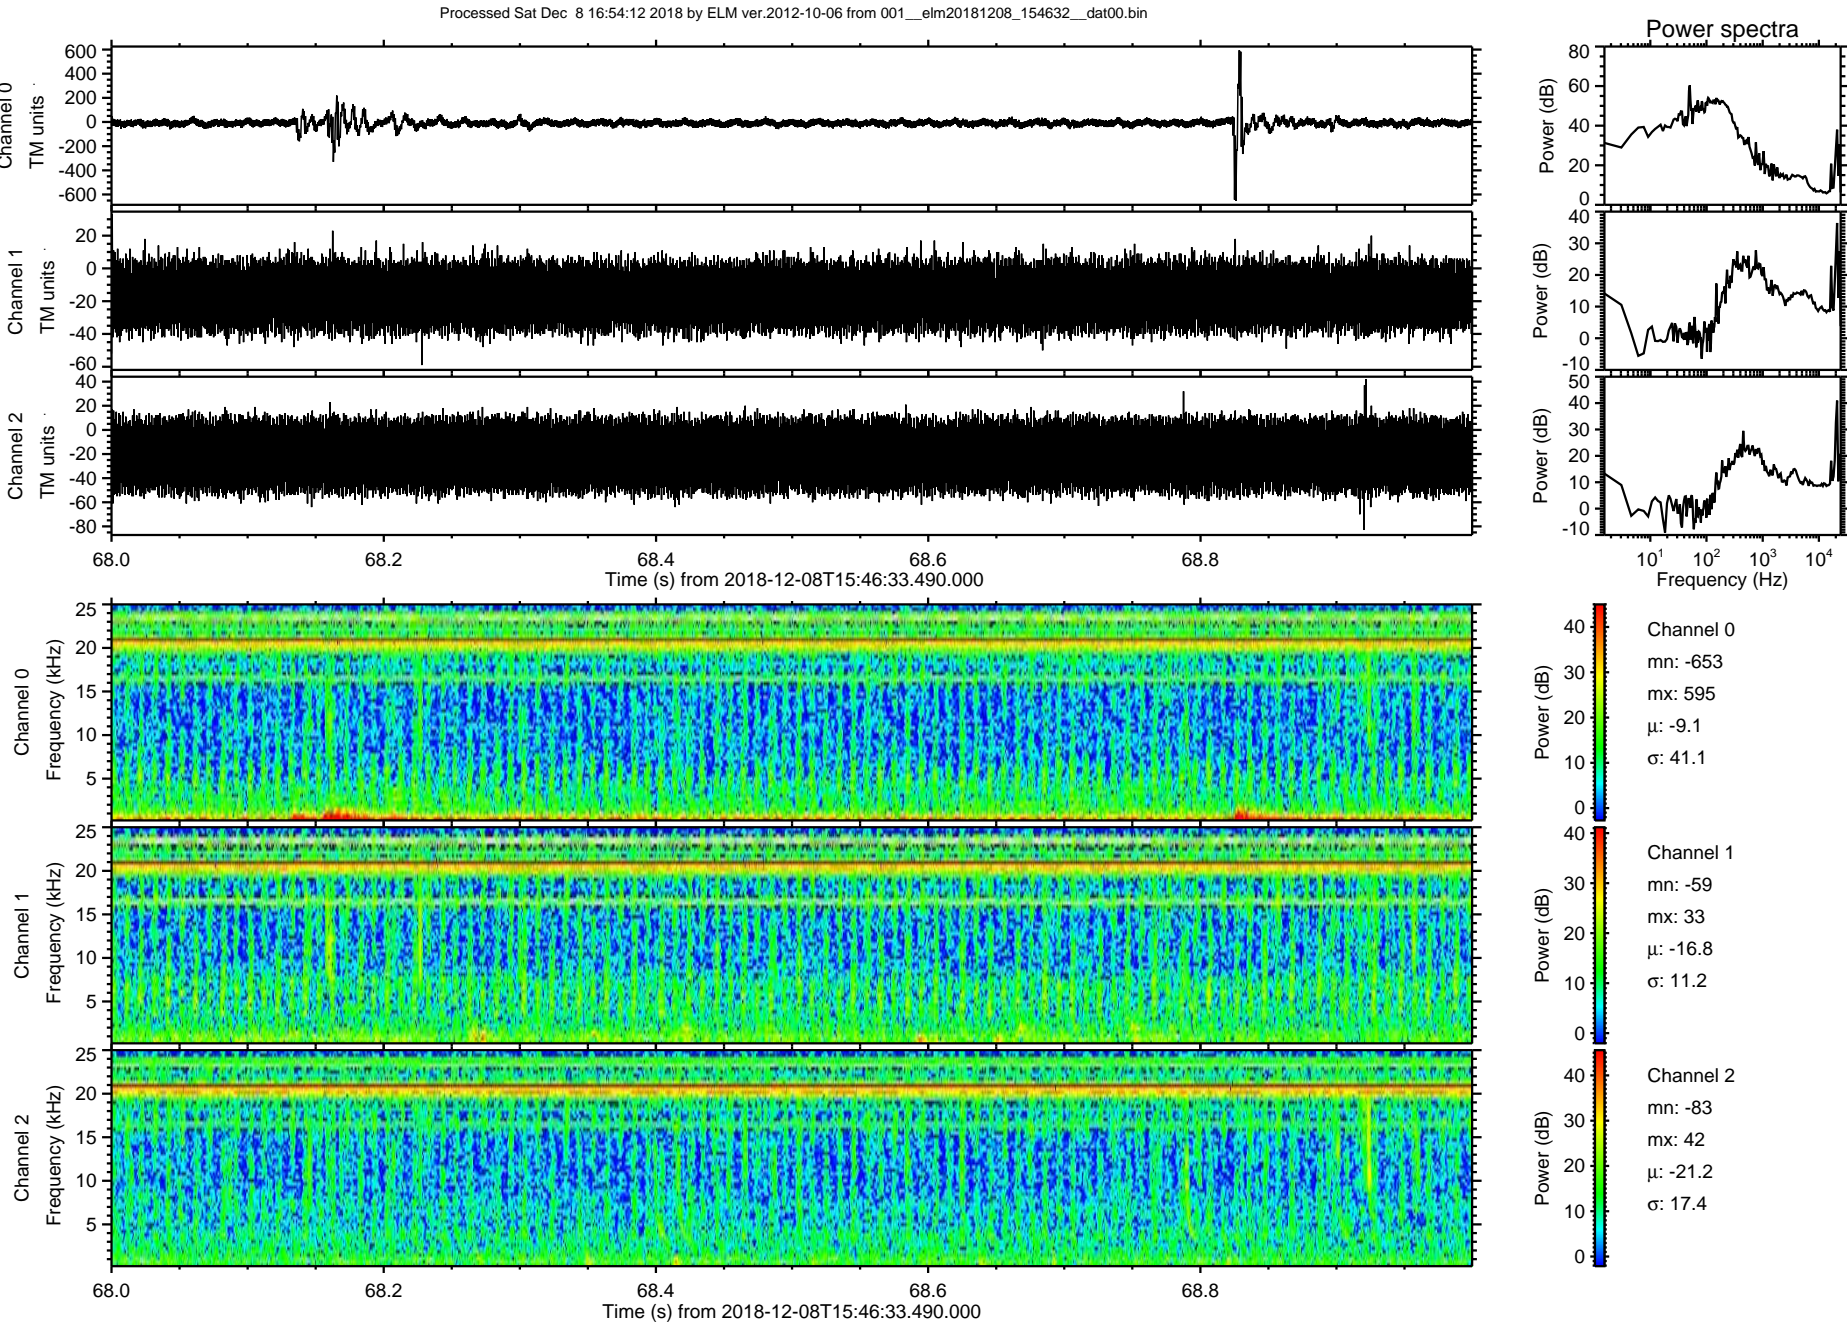 Processed Sat Dec 8 16:54:12 2018 by ELM ver.2012-10-06 from 001__elm20181208_154632__dat00.bin
Power spectra
Channel 0
TM units
600
400
200
0
-200
-400
-600
Power (dB)
80
60
40
20
0
Channel 1
TM units
20
0
-20
-40
-60
Power (dB)
40
30
20
10
0
-10
Channel 2
TM units
40
20
0
-20
-40
-60
-80
Power (dB)
50
40
30
20
10
0
-10
68.0 68.2 68.4 68.6 68.8
Time (s) from 2018-12-08T15:46:33.490.000
10^1 10^2 10^3 10^4
Frequency (Hz)
Channel 0
Frequency (kHz)
25
20
15
10
5
Power (dB)
40
30
20
10
0
Channel 0
mn: -653
mx: 595
μ: -9.1
σ: 41.1
Channel 1
Frequency (kHz)
25
20
15
10
5
Power (dB)
40
30
20
10
0
Channel 1
mn: -59
mx: 33
μ: -16.8
σ: 11.2
Channel 2
Frequency (kHz)
25
20
15
10
5
Power (dB)
40
30
20
10
0
Channel 2
mn: -83
mx: 42
μ: -21.2
σ: 17.4
68.0 68.2 68.4 68.6 68.8
Time (s) from 2018-12-08T15:46:33.490.000